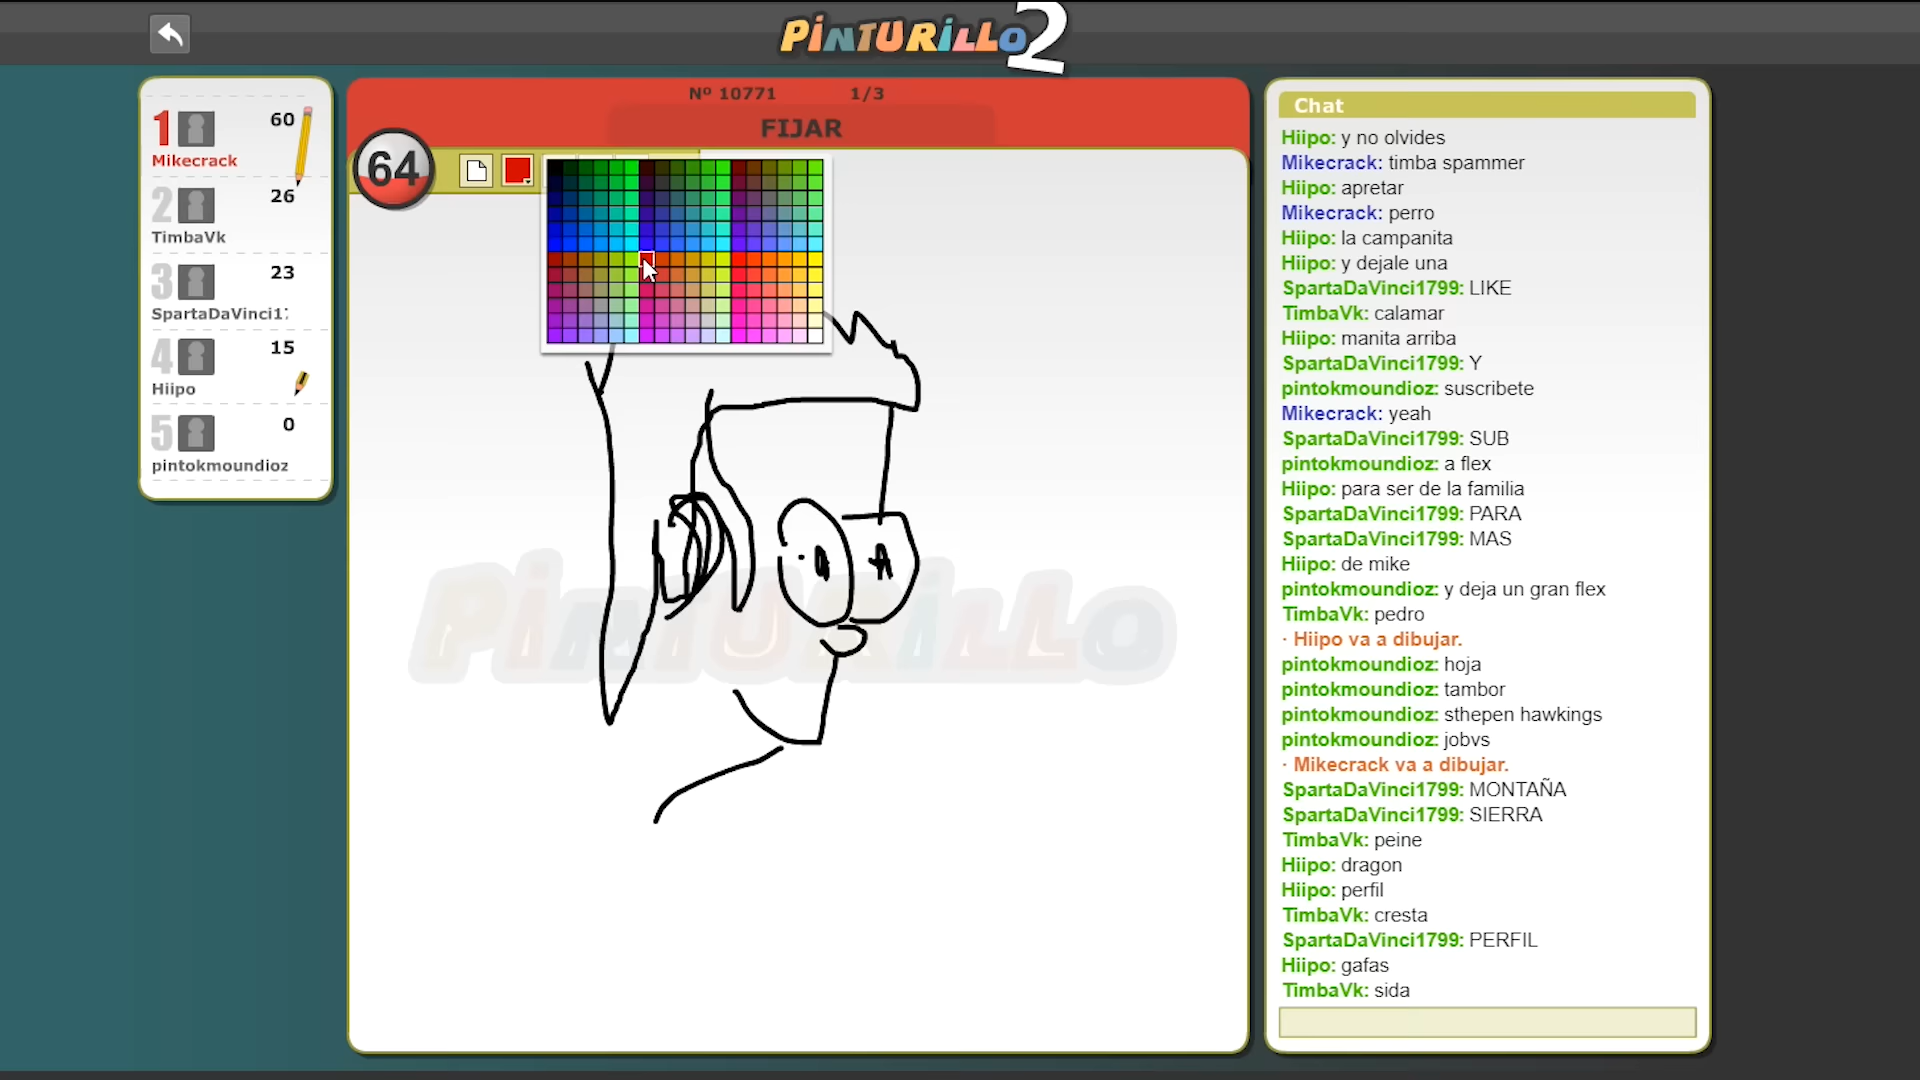 PINTURILLO 2
1
60
Mikecrack
2
26
TimbaVk
3
23
SpartaDaVinci1
4
15
Hiipo
5
0
pintokmoundioz
Nº 10771 1/3
FIJAR
64
PINTURILLO
Chat
Hiipo: y no olvides
Mikecrack: timba spammer
Hiipo: apretar
Mikecrack: perro
Hiipo: la campanita
Hiipo: y dejale una
SpartaDaVinci1799: LIKE
TimbaVk: calamar
Hiipo: manita arriba
SpartaDaVinci1799: Y
pintokmoundioz: suscribete
Mikecrack: yeah
SpartaDaVinci1799: SUB
pintokmoundioz: a flex
Hiipo: para ser de la familia
SpartaDaVinci1799: PARA
SpartaDaVinci1799: MAS
Hiipo: de mike
pintokmoundioz: y deja un gran flex
TimbaVk: pedro
· Hiipo va a dibujar.
pintokmoundioz: hoja
pintokmoundioz: tambor
pintokmoundioz: sthepen hawkings
pintokmoundioz: jobvs
· Mikecrack va a dibujar.
SpartaDaVinci1799: MONTAÑA
SpartaDaVinci1799: SIERRA
TimbaVk: peine
Hiipo: dragon
Hiipo: perfil
TimbaVk: cresta
SpartaDaVinci1799: PERFIL
Hiipo: gafas
TimbaVk: sida